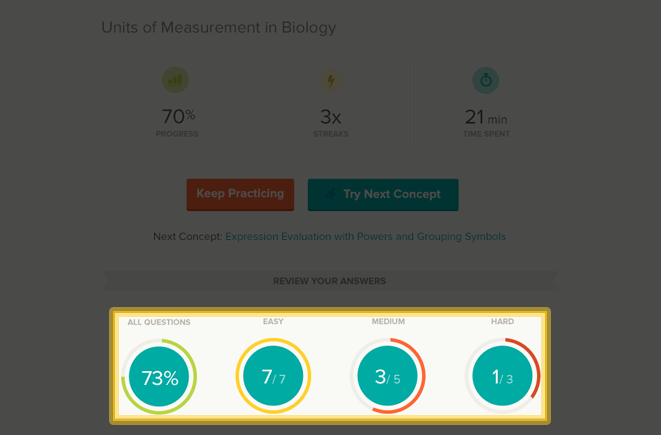 Units of Measurement in Biology
70% 3x 21 min
PROGRESS STREAKS TIME SPENT
Keep Practicing Try Next Concept
Next Concept: Expression Evaluation with Powers and Grouping Symbols
REVIEW YOUR ANSWERS
ALL QUESTIONS EASY MEDIUM HARD
73% 7/ 7 3/ 5 1/ 3